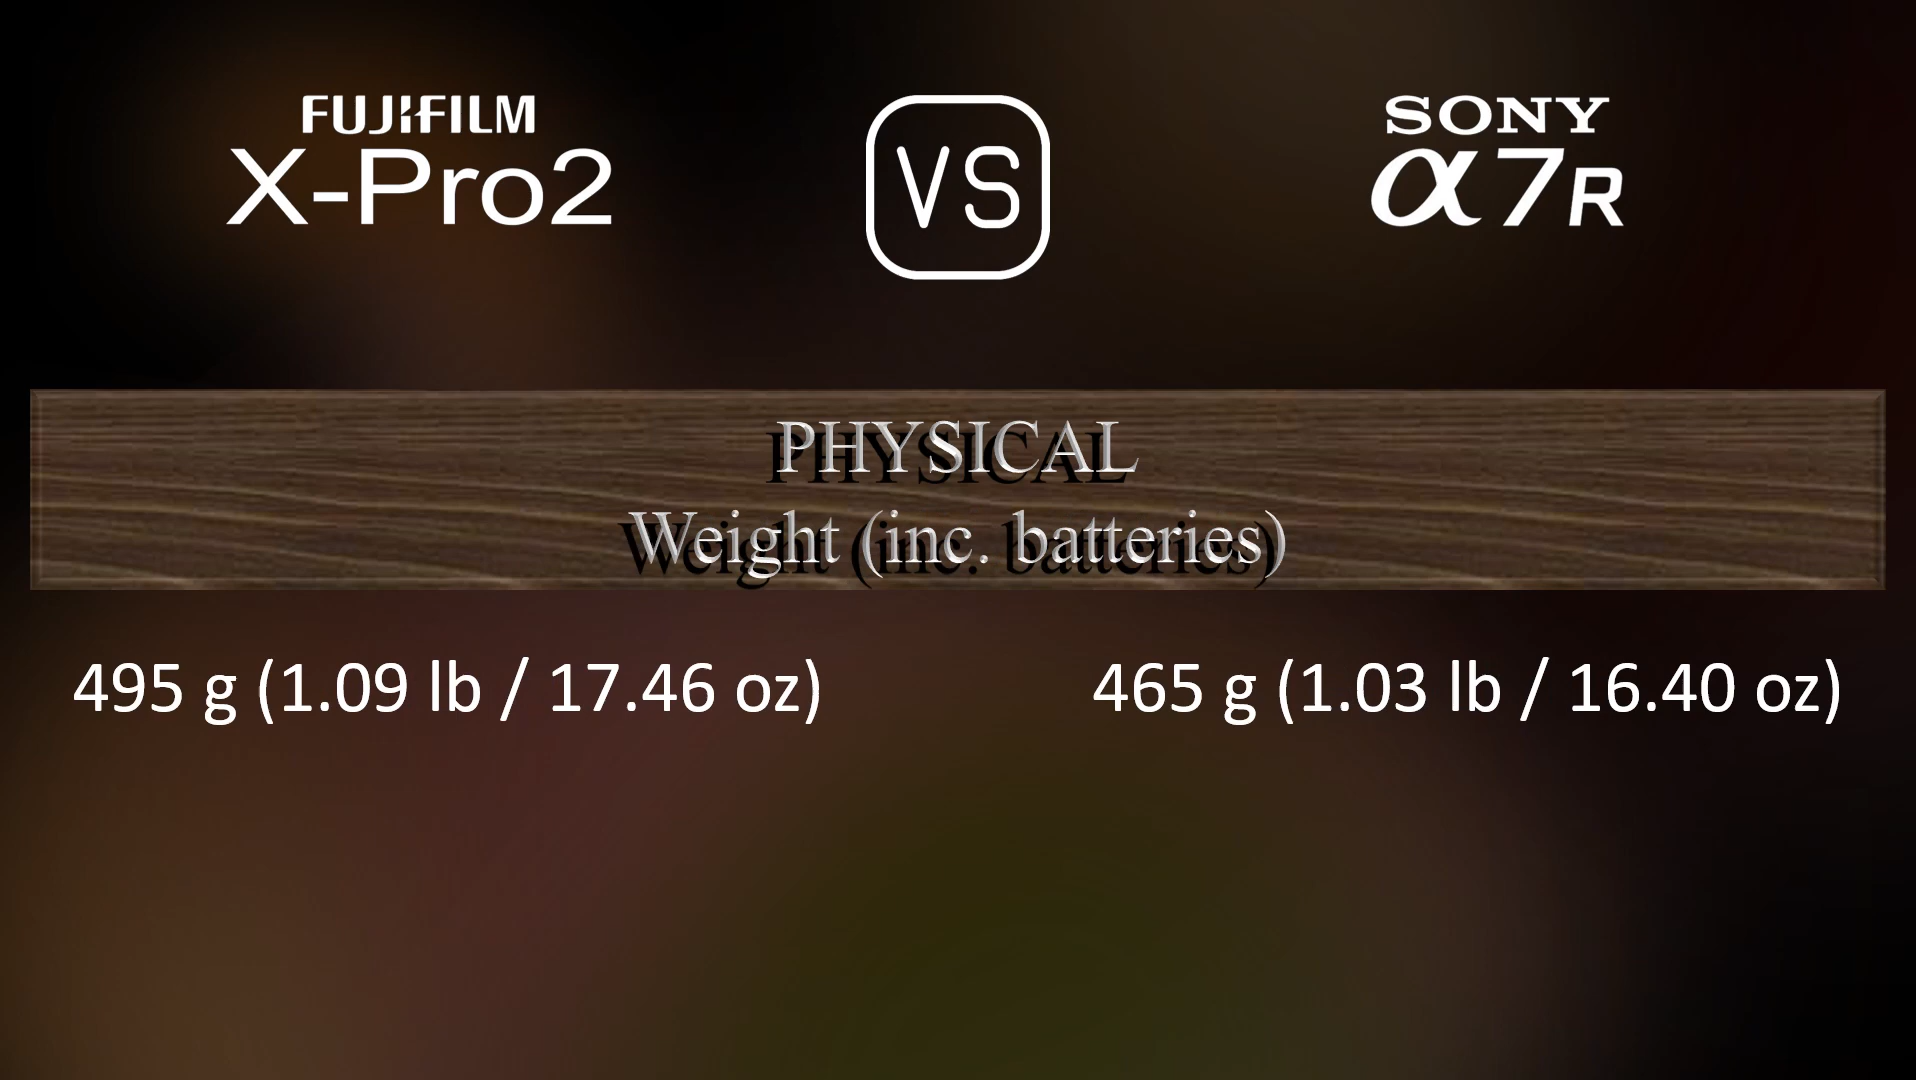 FUJIFILM
X-Pro2
VS
SONY
α7R
PHYSICAL
Weight (inc. batteries)
495 g (1.09 lb / 17.46 oz)
465 g (1.03 lb / 16.40 oz)